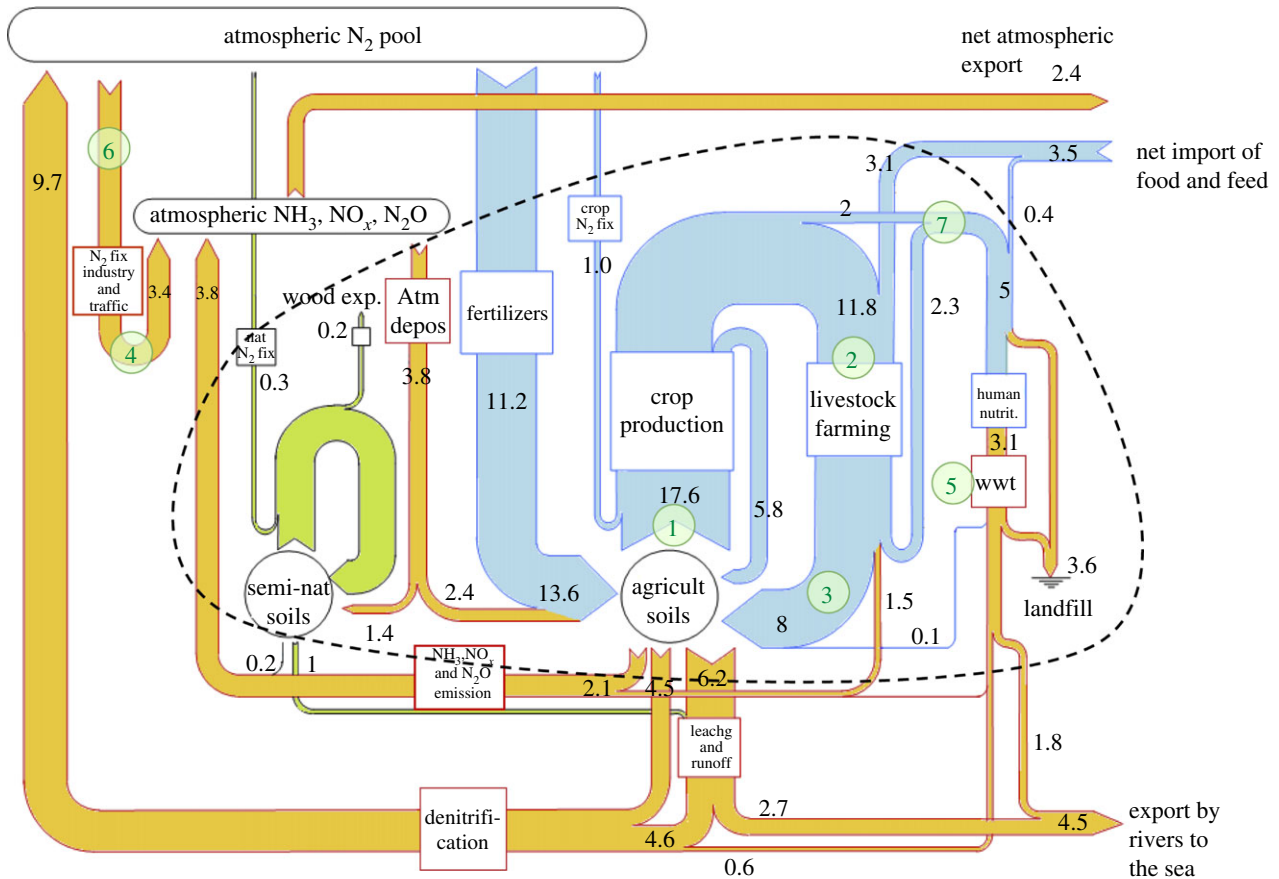 atmospheric N₂ pool
net atmospheric
export
2.4
6
9.7
3.1
3.5
net import of
food and feed
atmospheric NH₃, NOₓ, N₂O
crop
N₂ fix
2
7
0.4
N₂ fix
industry
and
traffic
3.4
3.8
wood exp.
0.2
Atm
depos
fertilizers
1.0
11.8
2.3
5
4
nat
N₂ fix
0.3
3.8
11.2
2
crop
production
livestock
farming
human
nutrit.
3.1
17.6
5.8
5
wwt
1
semi-nat
soils
2.4
13.6
agricult
soils
3
8
1.5
3.6
landfill
1.4
0.1
0.2
1
NH₃,NOₓ
and N₂O
emission
2.1
4.5
6.2
leachg
and
runoff
1.8
denitrifi-
cation
4.6
2.7
4.5
0.6
export by
rivers to
the sea